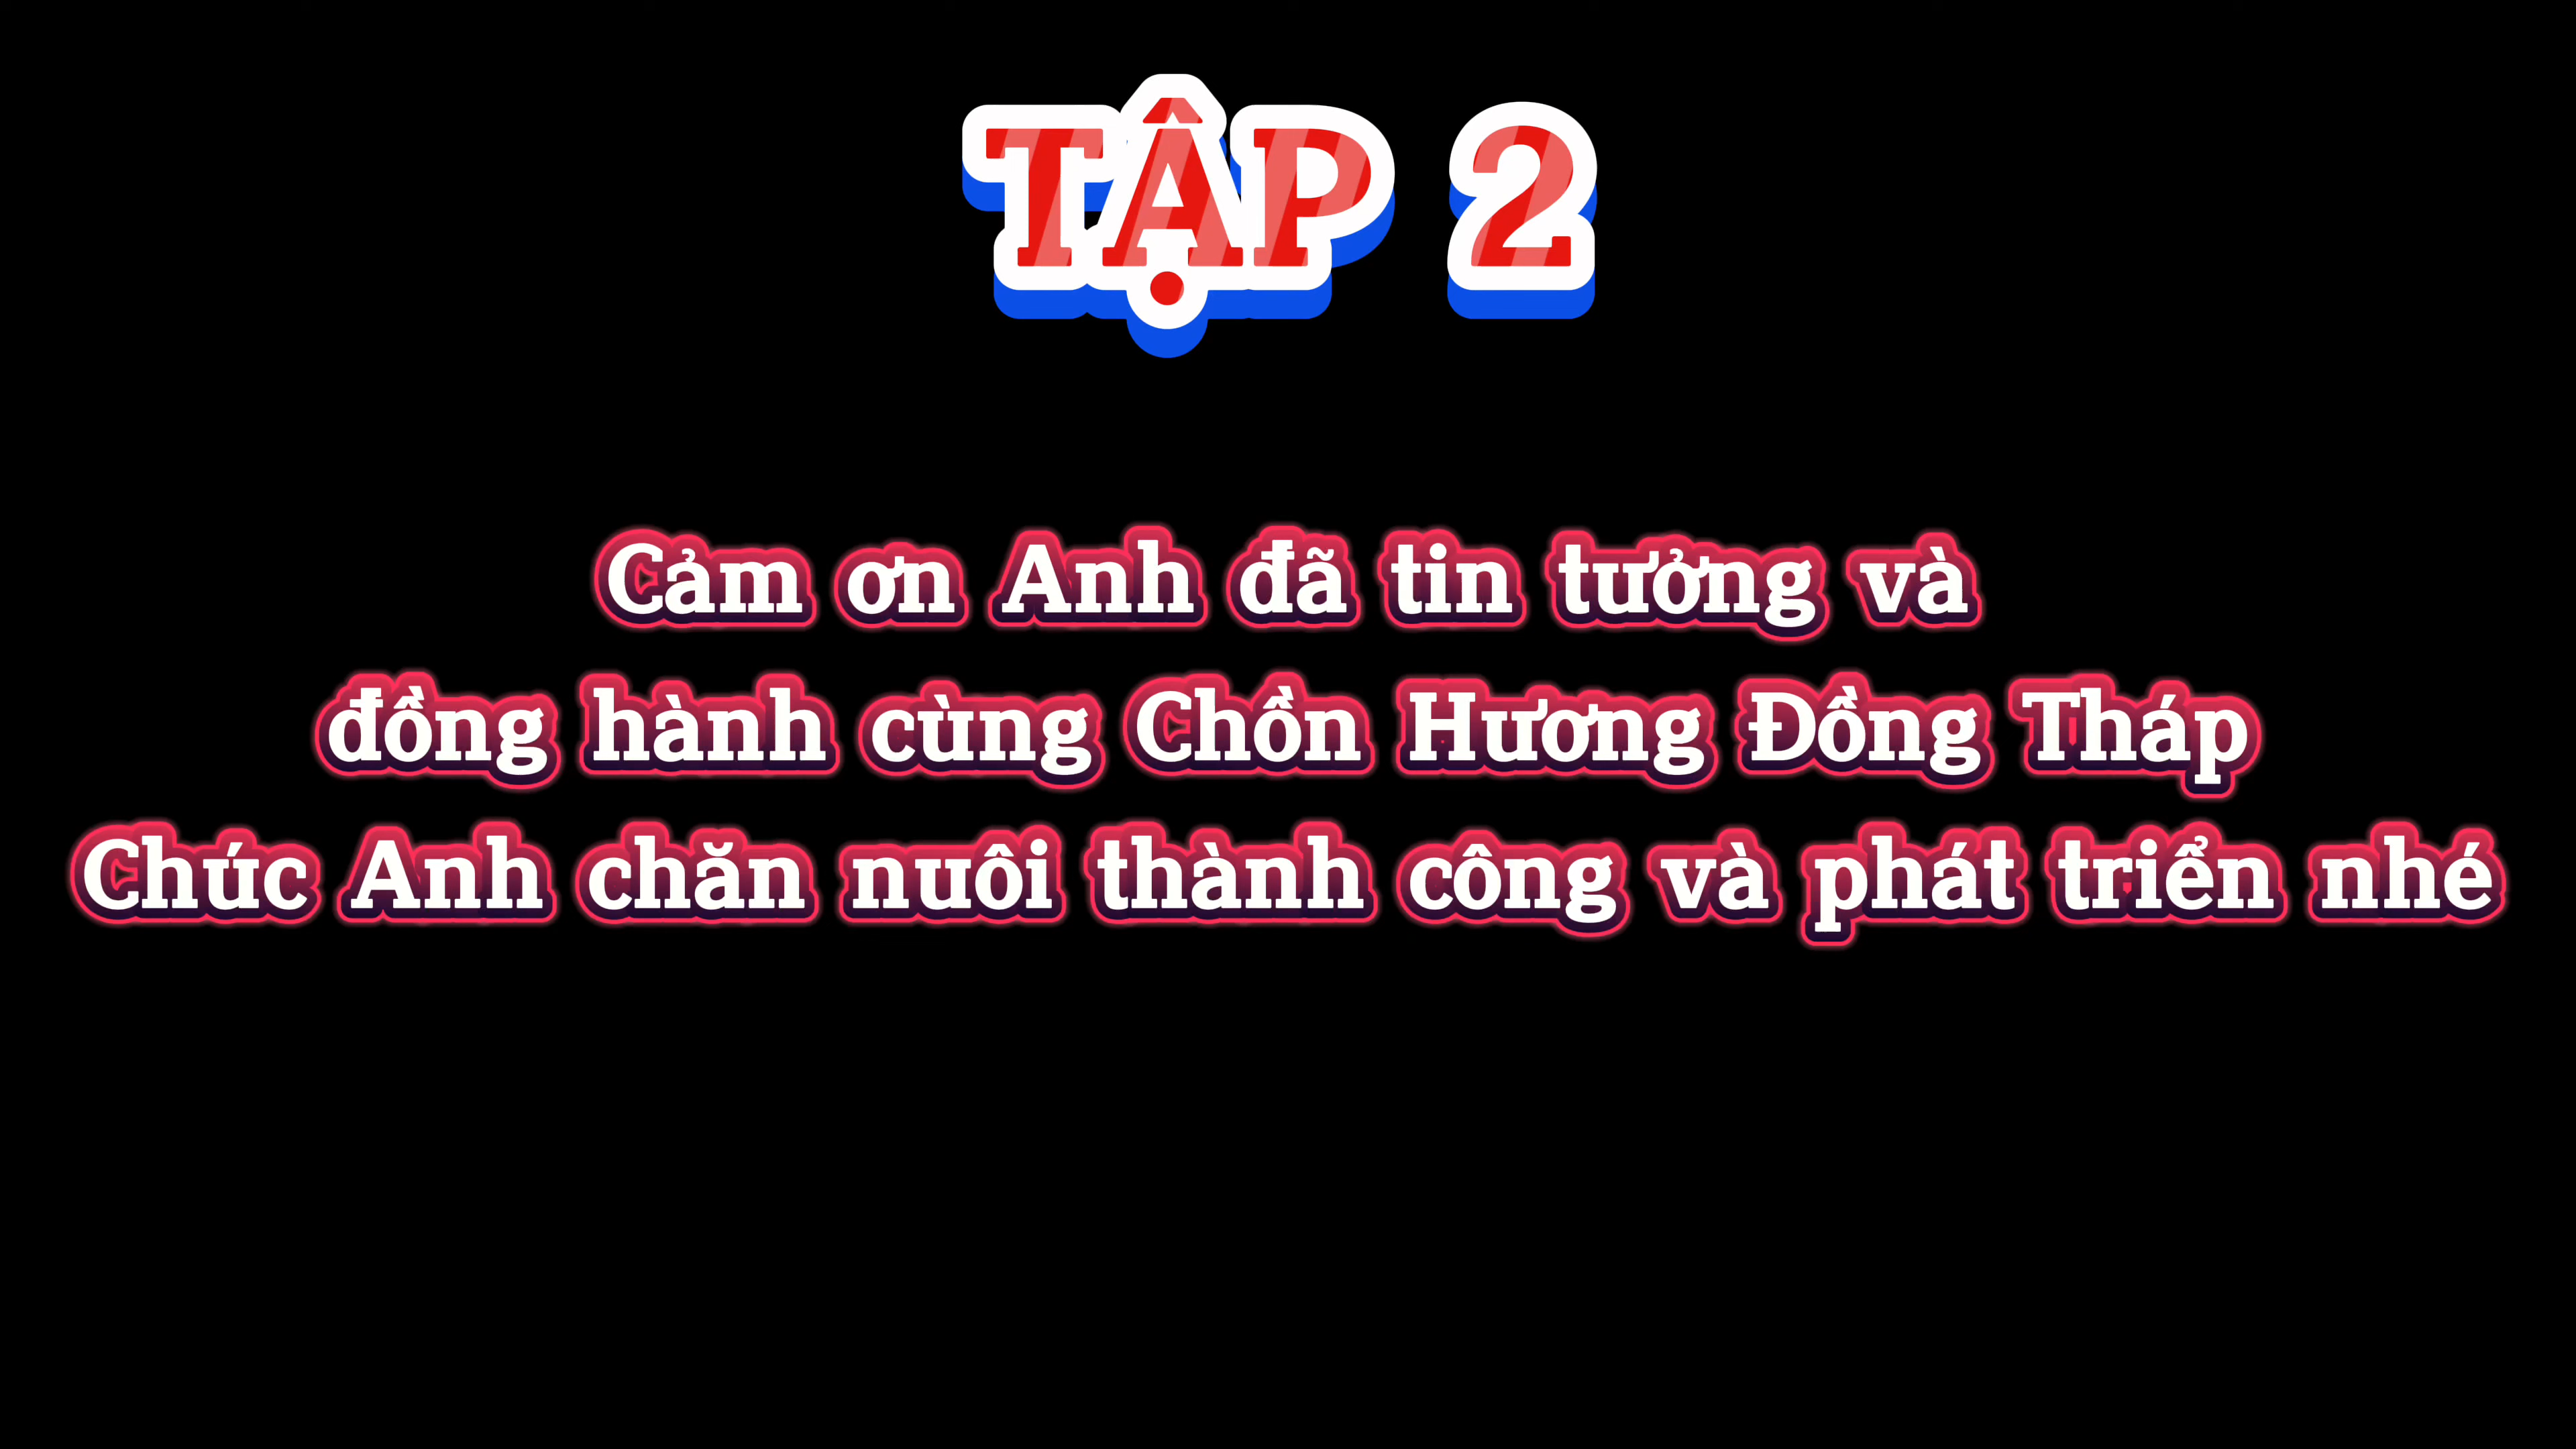 TẬP 2
Cảm ơn Anh đã tin tưởng và
đồng hành cùng Chồn Hương Đồng Tháp
Chúc Anh chăn nuôi thành công và phát triển nhé